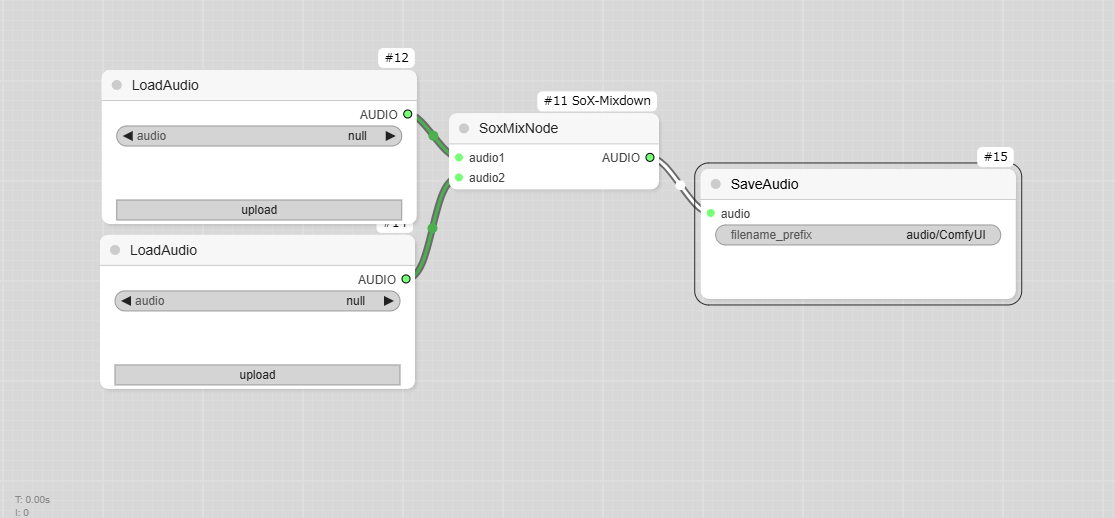 #12
LoadAudio
AUDIO
audio null
upload
#11 SoX-Mixdown
SoxMixNode
audio1 AUDIO
audio2
#15
SaveAudio
audio
filename_prefix audio/ComfyUI
LoadAudio
AUDIO
audio null
upload
T: 0.00s
I: 0